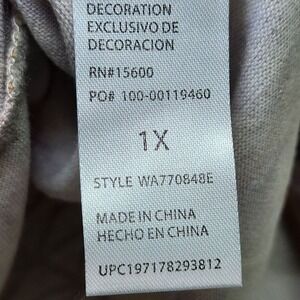 DECORATION
EXCLUSIVO DE
DECORACION
RN#15600
PO# 100-00119460
1X
STYLE WA770848E
MADE IN CHINA
HECHO EN CHINA
UPC197178293812